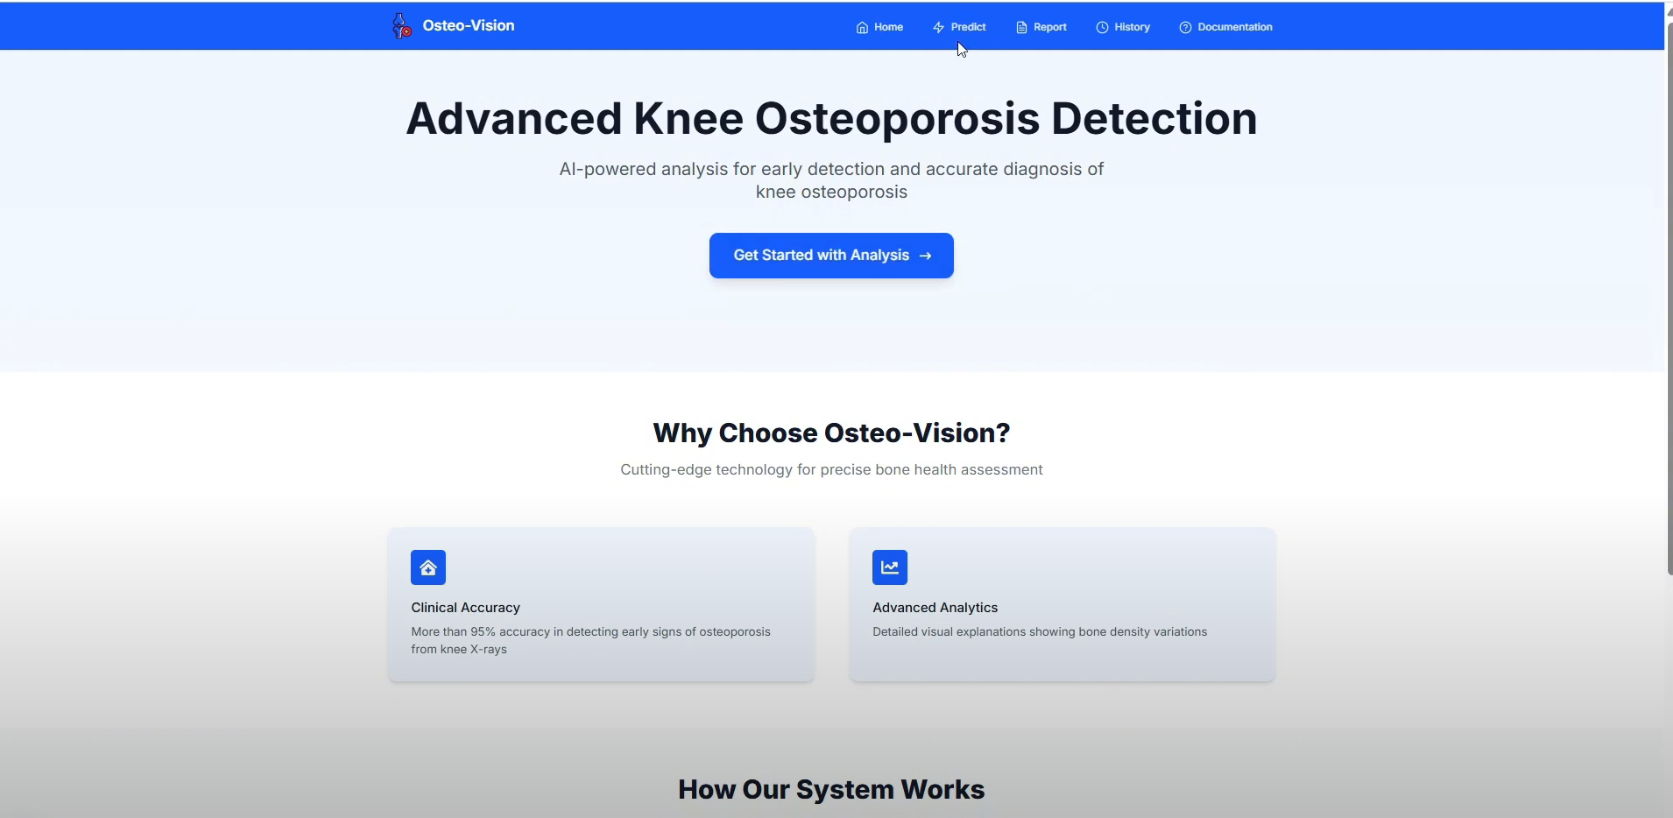 Osteo-Vision
Home
Predict
Report
History
Documentation
Advanced Knee Osteoporosis Detection
AI-powered analysis for early detection and accurate diagnosis of
knee osteoporosis
Get Started with Analysis →
Why Choose Osteo-Vision?
Cutting-edge technology for precise bone health assessment
Clinical Accuracy
More than 95% accuracy in detecting early signs of osteoporosis
from knee X-rays
Advanced Analytics
Detailed visual explanations showing bone density variations
How Our System Works